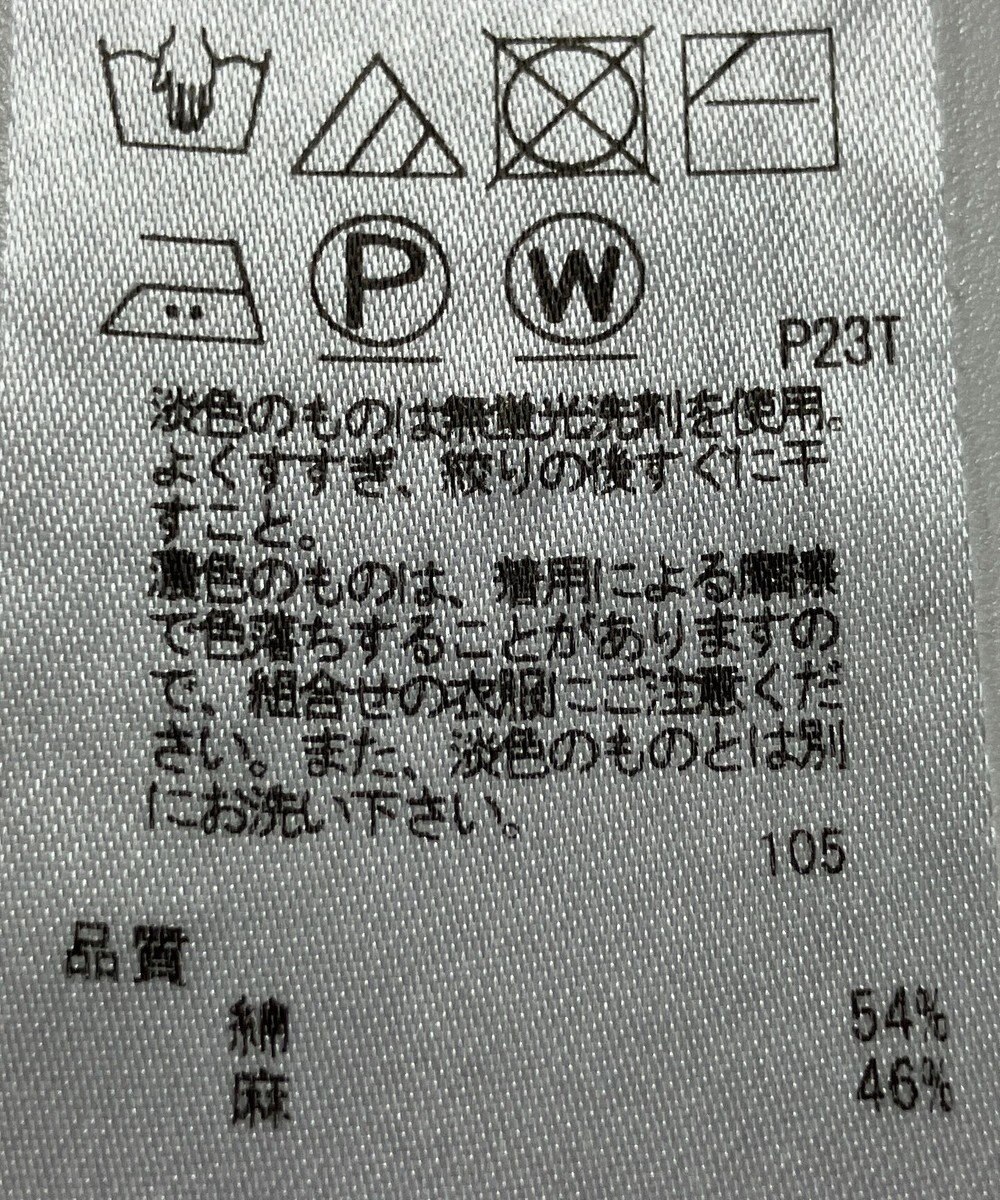 P W
P23T
淡色のものは無蛍光洗剤を使用。
よくすすぎ、絞りの後すぐに干
すこと。
濃色のものは、着用による摩擦
で色落ちすることがありますの
で、組合せの衣服にご注意くだ
さい。また、淡色のものとは別
にお洗い下さい。
105
品質
綿 54%
麻 46%